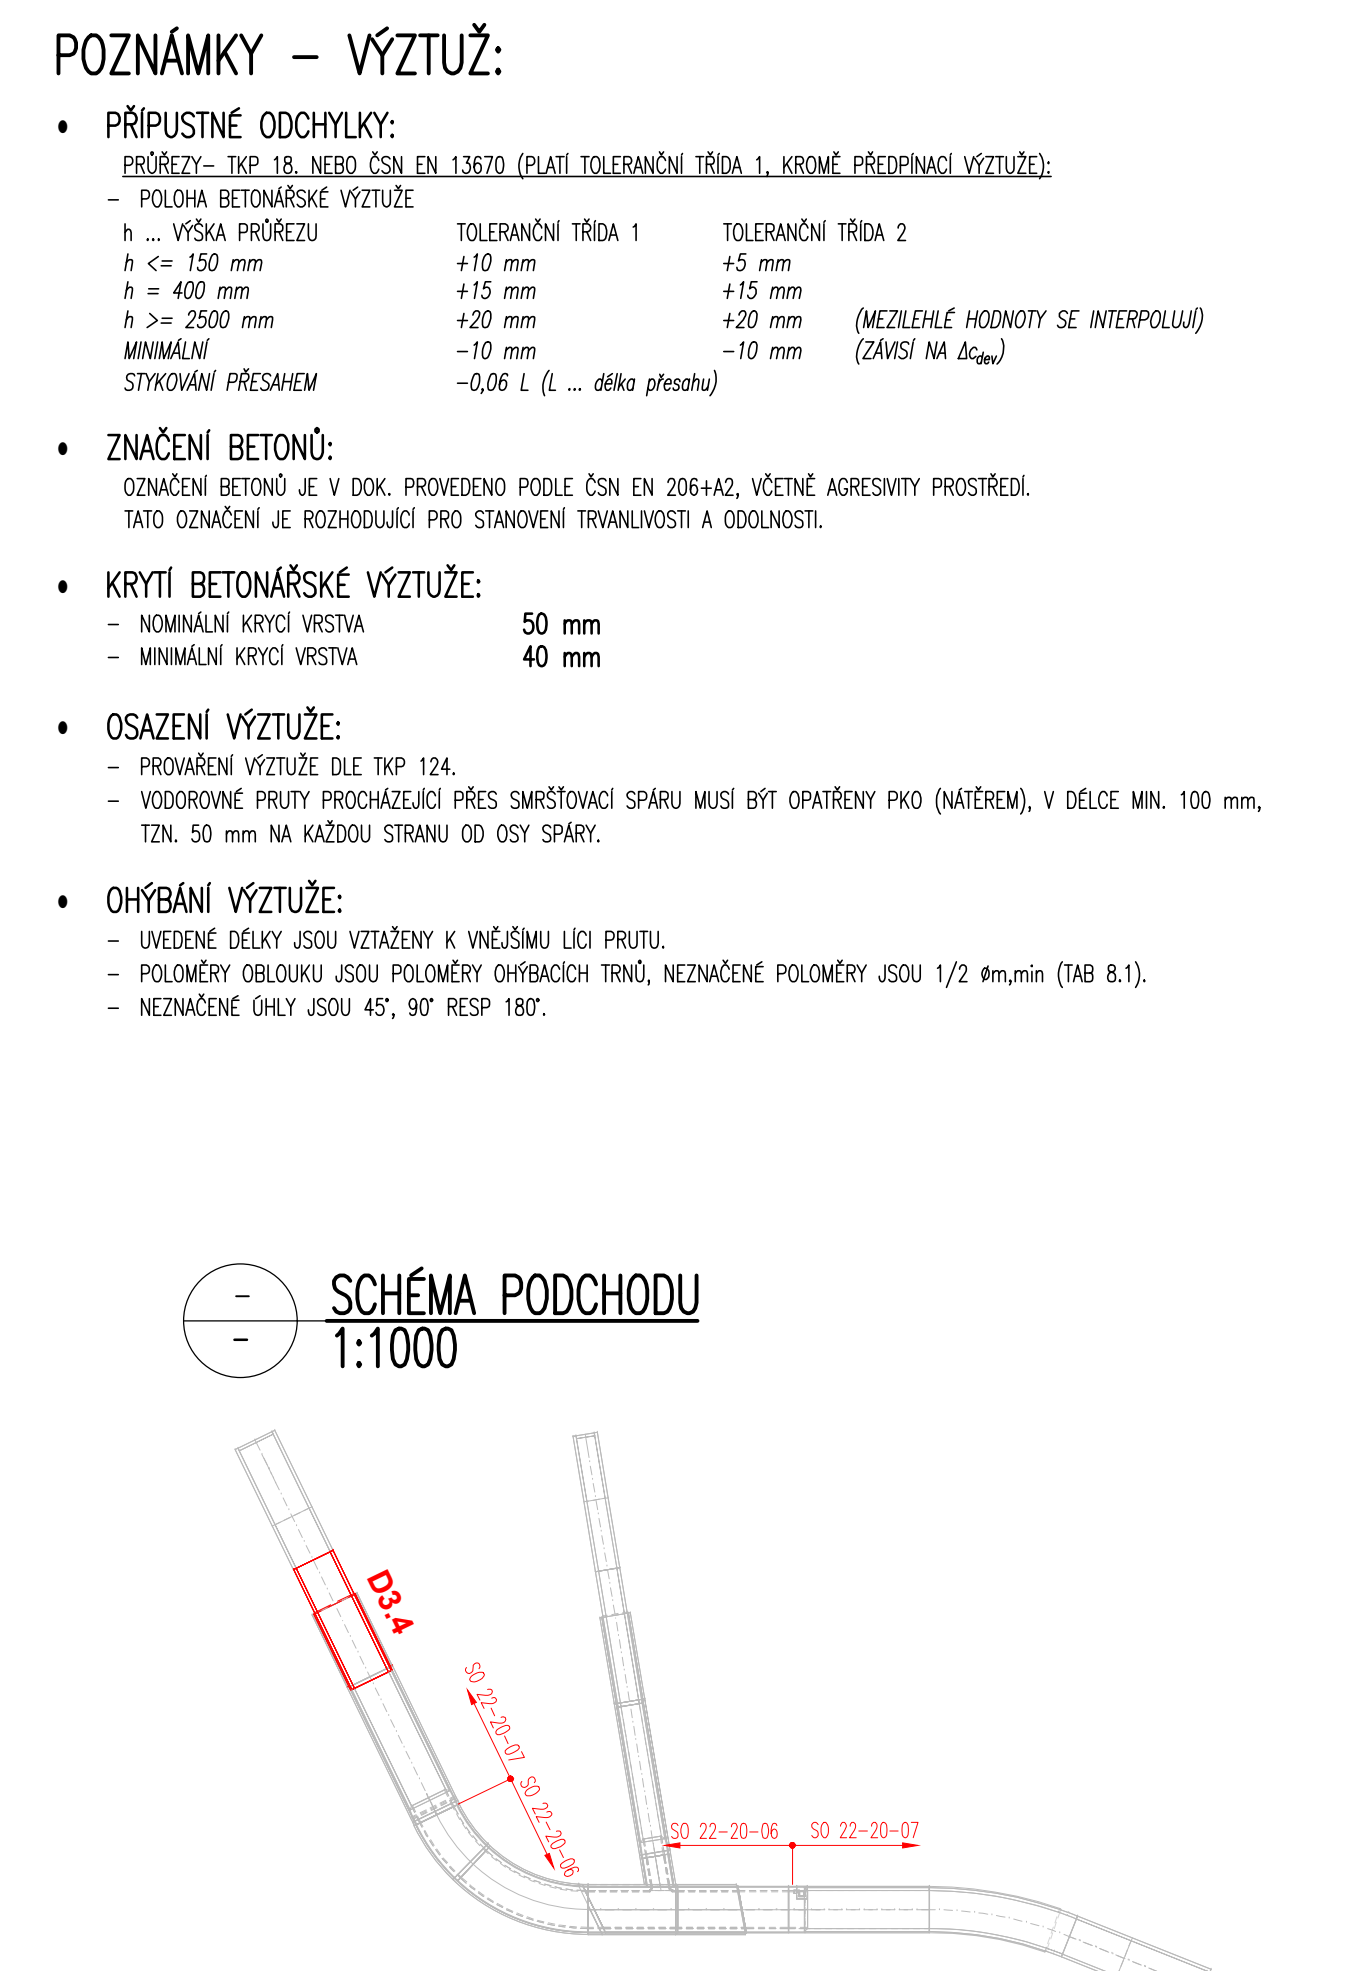 POZNÁMKY – VÝZTUŽ:
• PŘÍPUSTNÉ ODCHYLKY:
PRŮŘEZY– TKP 18. NEBO ČSN EN 13670 (PLATÍ TOLERANČNÍ TŘÍDA 1, KROMĚ PŘEDPÍNACÍ VÝZTUŽE):
– POLOHA BETONÁŘSKÉ VÝZTUŽE
h ... VÝŠKA PRŮŘEZU TOLERANČNÍ TŘÍDA 1 TOLERANČNÍ TŘÍDA 2
h <= 150 mm +10 mm +5 mm
h = 400 mm +15 mm +15 mm
h >= 2500 mm +20 mm +20 mm (MEZILEHLÉ HODNOTY SE INTERPOLUJÍ)
MINIMÁLNÍ –10 mm –10 mm (ZÁVISÍ NA Δcdev)
STYKOVÁNÍ PŘESAHEM –0,06 L (L ... délka přesahu)
• ZNAČENÍ BETONŮ:
OZNAČENÍ BETONŮ JE V DOK. PROVEDENO PODLE ČSN EN 206+A2, VČETNĚ AGRESIVITY PROSTŘEDÍ.
TATO OZNAČENÍ JE ROZHODUJÍCÍ PRO STANOVENÍ TRVANLIVOSTI A ODOLNOSTI.
• KRYTÍ BETONÁŘSKÉ VÝZTUŽE:
– NOMINÁLNÍ KRYCÍ VRSTVA 50 mm
– MINIMÁLNÍ KRYCÍ VRSTVA 40 mm
• OSAZENÍ VÝZTUŽE:
– PROVAŘENÍ VÝZTUŽE DLE TKP 124.
– VODOROVNÉ PRUTY PROCHÁZEJÍCÍ PŘES SMRŠŤOVACÍ SPÁRU MUSÍ BÝT OPATŘENY PKO (NÁTĚREM), V DÉLCE MIN. 100 mm,
TZN. 50 mm NA KAŽDOU STRANU OD OSY SPÁRY.
• OHÝBÁNÍ VÝZTUŽE:
– UVEDENÉ DÉLKY JSOU VZTAŽENY K VNĚJŠÍMU LÍCI PRUTU.
– POLOMĚRY OBLOUKU JSOU POLOMĚRY OHÝBACÍCH TRNŮ, NEZNAČENÉ POLOMĚRY JSOU 1/2 Øm,min (TAB 8.1).
– NEZNAČENÉ ÚHLY JSOU 45°, 90° RESP 180°.
–
–
SCHÉMA PODCHODU
1:1000
D3.4
SO 22–20–07
SO 22–20–06
SO 22–20–06 SO 22–20–07